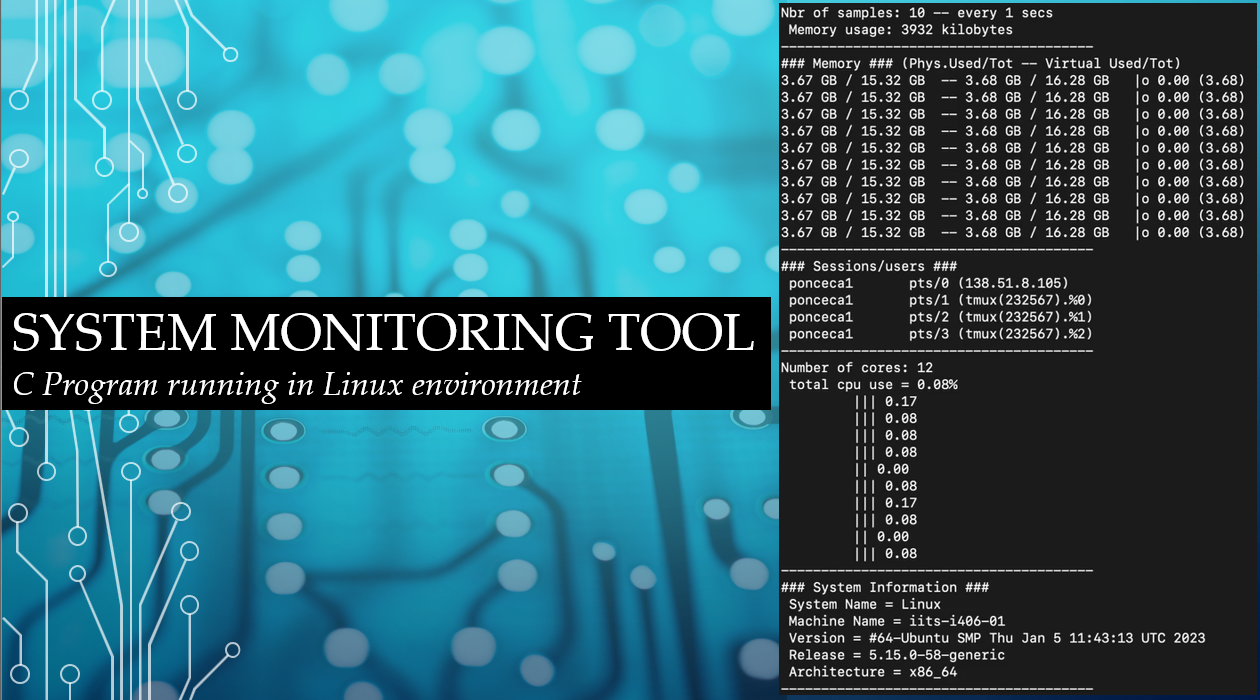 SYSTEM MONITORING TOOL
C Program running in Linux environment
Nbr of samples: 10 -- every 1 secs
Memory usage: 3932 kilobytes
---------------------------------------
### Memory ### (Phys.Used/Tot -- Virtual Used/Tot)
3.67 GB / 15.32 GB  -- 3.68 GB / 16.28 GB   |o 0.00 (3.68)
3.67 GB / 15.32 GB  -- 3.68 GB / 16.28 GB   |o 0.00 (3.68)
3.67 GB / 15.32 GB  -- 3.68 GB / 16.28 GB   |o 0.00 (3.68)
3.67 GB / 15.32 GB  -- 3.68 GB / 16.28 GB   |o 0.00 (3.68)
3.67 GB / 15.32 GB  -- 3.68 GB / 16.28 GB   |o 0.00 (3.68)
3.67 GB / 15.32 GB  -- 3.68 GB / 16.28 GB   |o 0.00 (3.68)
3.67 GB / 15.32 GB  -- 3.68 GB / 16.28 GB   |o 0.00 (3.68)
3.67 GB / 15.32 GB  -- 3.68 GB / 16.28 GB   |o 0.00 (3.68)
3.67 GB / 15.32 GB  -- 3.68 GB / 16.28 GB   |o 0.00 (3.68)
3.67 GB / 15.32 GB  -- 3.68 GB / 16.28 GB   |o 0.00 (3.68)
---------------------------------------
### Sessions/users ###
ponceca1       pts/0 (138.51.8.105)
ponceca1       pts/1 (tmux(232567).%0)
ponceca1       pts/2 (tmux(232567).%1)
ponceca1       pts/3 (tmux(232567).%2)
---------------------------------------
Number of cores: 12
total cpu use = 0.08%
||| 0.17
||| 0.08
||| 0.08
||| 0.08
|| 0.00
||| 0.08
||| 0.17
||| 0.08
|| 0.00
||| 0.08
---------------------------------------
### System Information ###
System Name = Linux
Machine Name = iits-i406-01
Version = #64-Ubuntu SMP Thu Jan 5 11:43:13 UTC 2023
Release = 5.15.0-58-generic
Architecture = x86_64
---------------------------------------